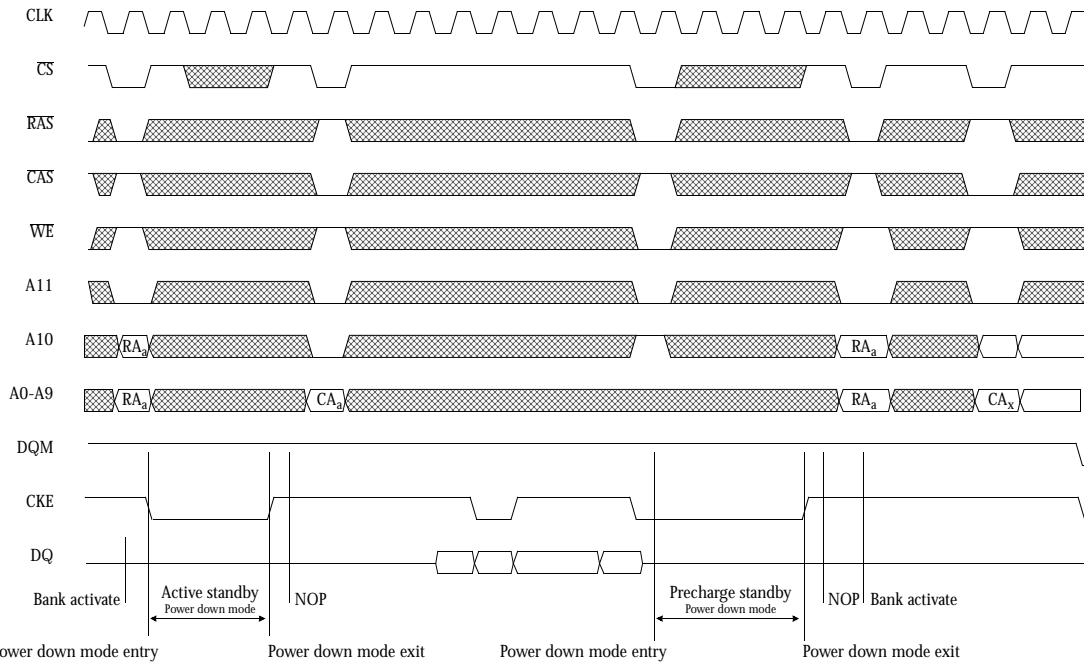 CLK
CS
RAS
CAS
WE
A11
A10 RAa RAa
A0-A9 RAa CAa RAa CAx
DQM
CKE
DQ
Bank activate Active standby NOP Precharge standby NOP Bank activate
Power down mode Power down mode
ower down mode entry Power down mode exit Power down mode entry Power down mode exit